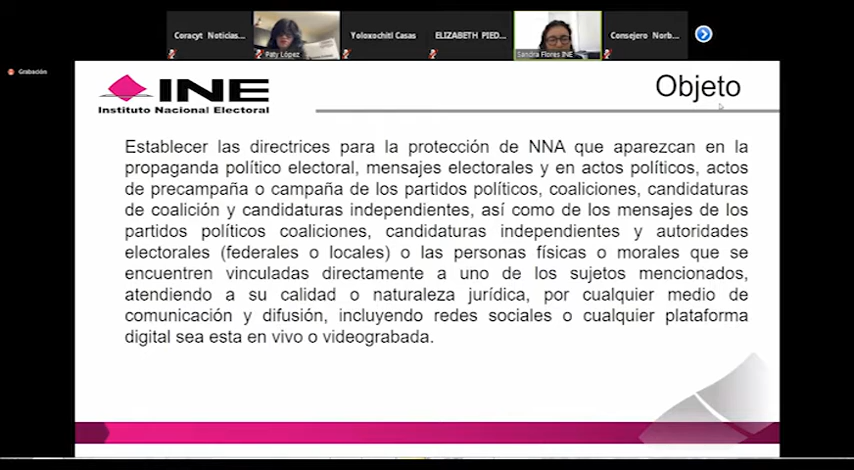 Coracyt Noticias...
Paty López
Yoloxochitl Casas
ELIZABETH PIED...
Sandra Flores INE
Consejero Norb...
Grabación
INE
Instituto Nacional Electoral
Objeto
Establecer las directrices para la protección de NNA que aparezcan en la
propaganda político electoral, mensajes electorales y en actos políticos, actos
de precampaña o campaña de los partidos políticos, coaliciones, candidaturas
de coalición y candidaturas independientes, así como de los mensajes de los
partidos políticos coaliciones, candidaturas independientes y autoridades
electorales (federales o locales) o las personas físicas o morales que se
encuentren vinculadas directamente a uno de los sujetos mencionados,
atendiendo a su calidad o naturaleza jurídica, por cualquier medio de
comunicación y difusión, incluyendo redes sociales o cualquier plataforma
digital sea esta en vivo o videograbada.